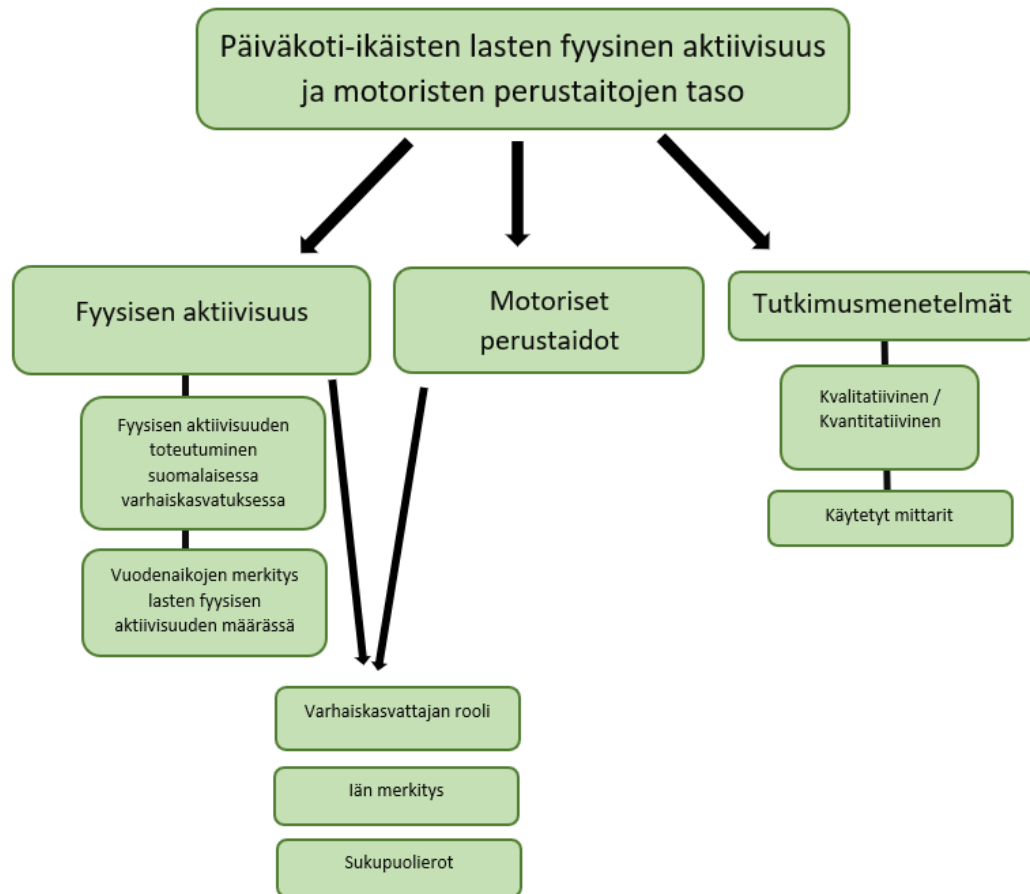 Päiväkoti-ikäisten lasten fyysinen aktiivisuus
ja motoristen perustaitojen taso
Fyysisen aktiivisuus
Motoriset
perustaidot
Tutkimusmenetelmät
Fyysisen aktiivisuuden
toteutuminen
suomalaisessa
varhaiskasvatuksessa
Kvalitatiivinen /
Kvantitatiivinen
Käytetyt mittarit
Vuodenaikojen merkitys
lasten fyysisen
aktiivisuuden määrässä
Varhaiskasvattajan rooli
Iän merkitys
Sukupuolierot